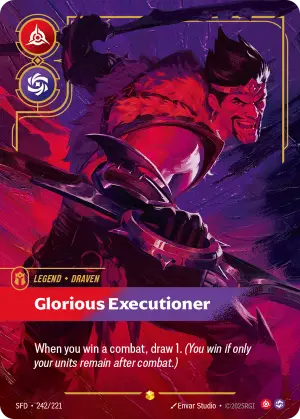 LEGEND • DRAVEN
Glorious Executioner
When you win a combat, draw 1. (You win if only
your units remain after combat.)
SFD • 242/221
Envar Studio • ©2025RGI